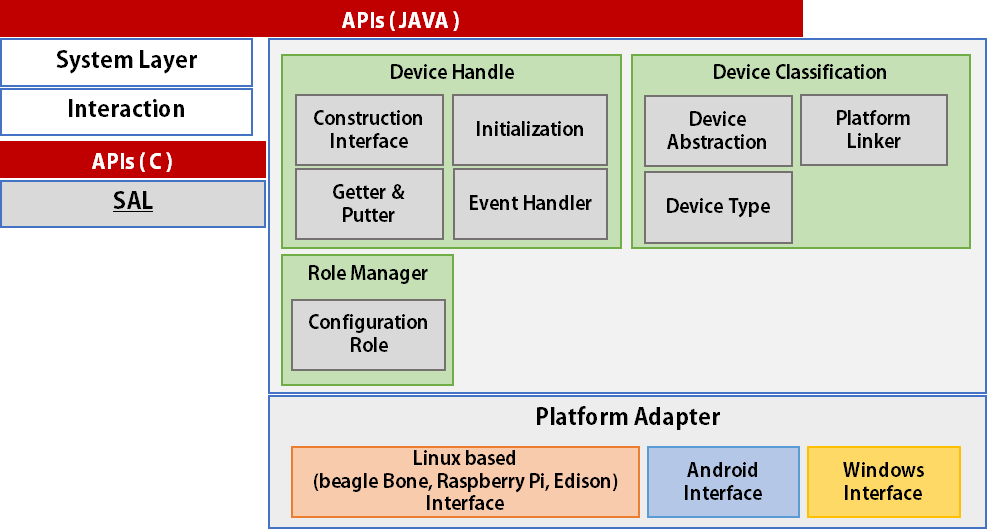 APIs ( JAVA )
System Layer
Interaction
APIs ( C )
SAL
Device Handle
Construction
Interface
Initialization
Getter &
Putter
Event Handler
Device Classification
Device
Abstraction
Platform
Linker
Device Type
Role Manager
Configuration
Role
Platform Adapter
Linux based
(beagle Bone, Raspberry Pi, Edison)
Interface
Android
Interface
Windows
Interface